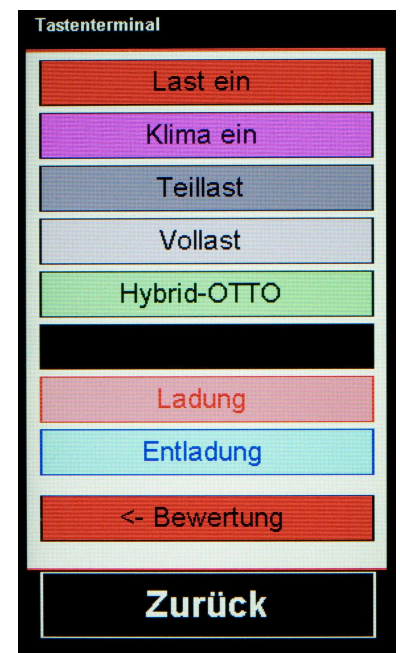 Tastenterminal
Last ein
Klima ein
Teillast
Vollast
Hybrid-OTTO
Ladung
Entladung
<- Bewertung
Zurück